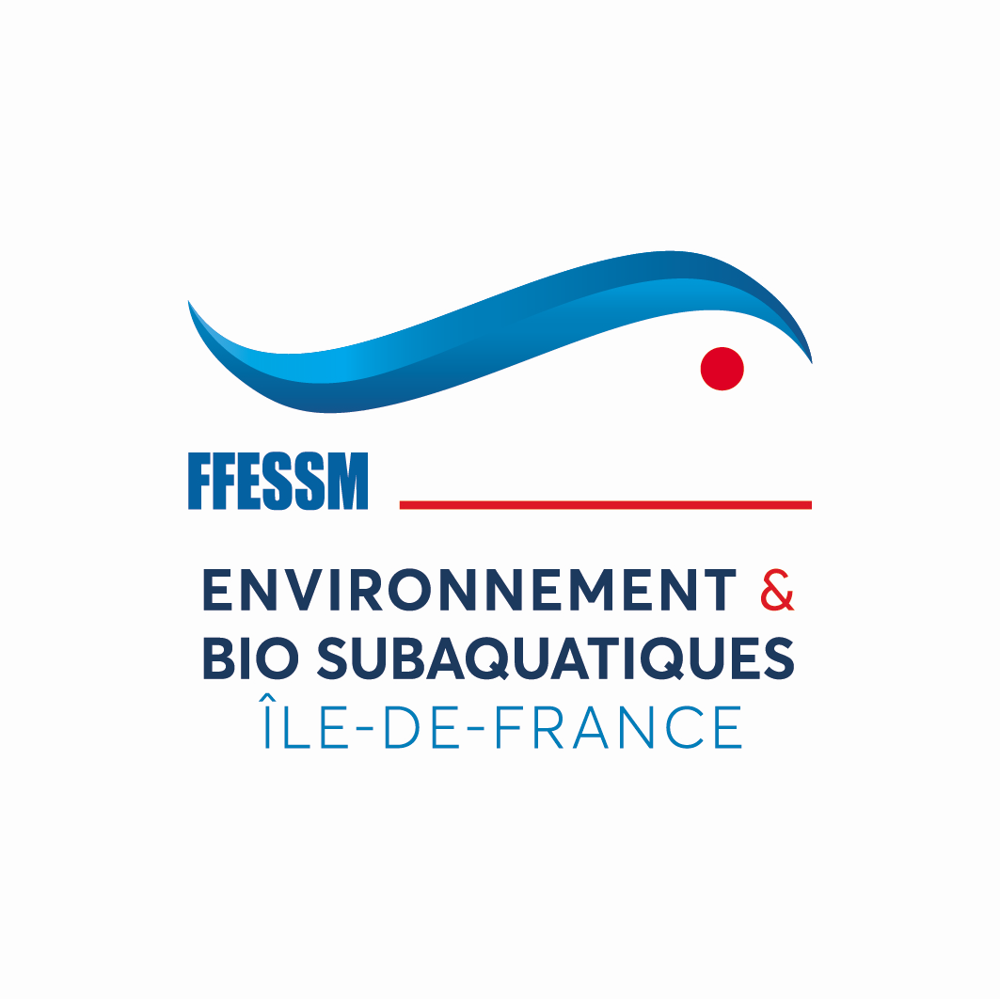 FFESSM
ENVIRONNEMENT &
BIO SUBAQUATIQUES
ÎLE-DE-FRANCE